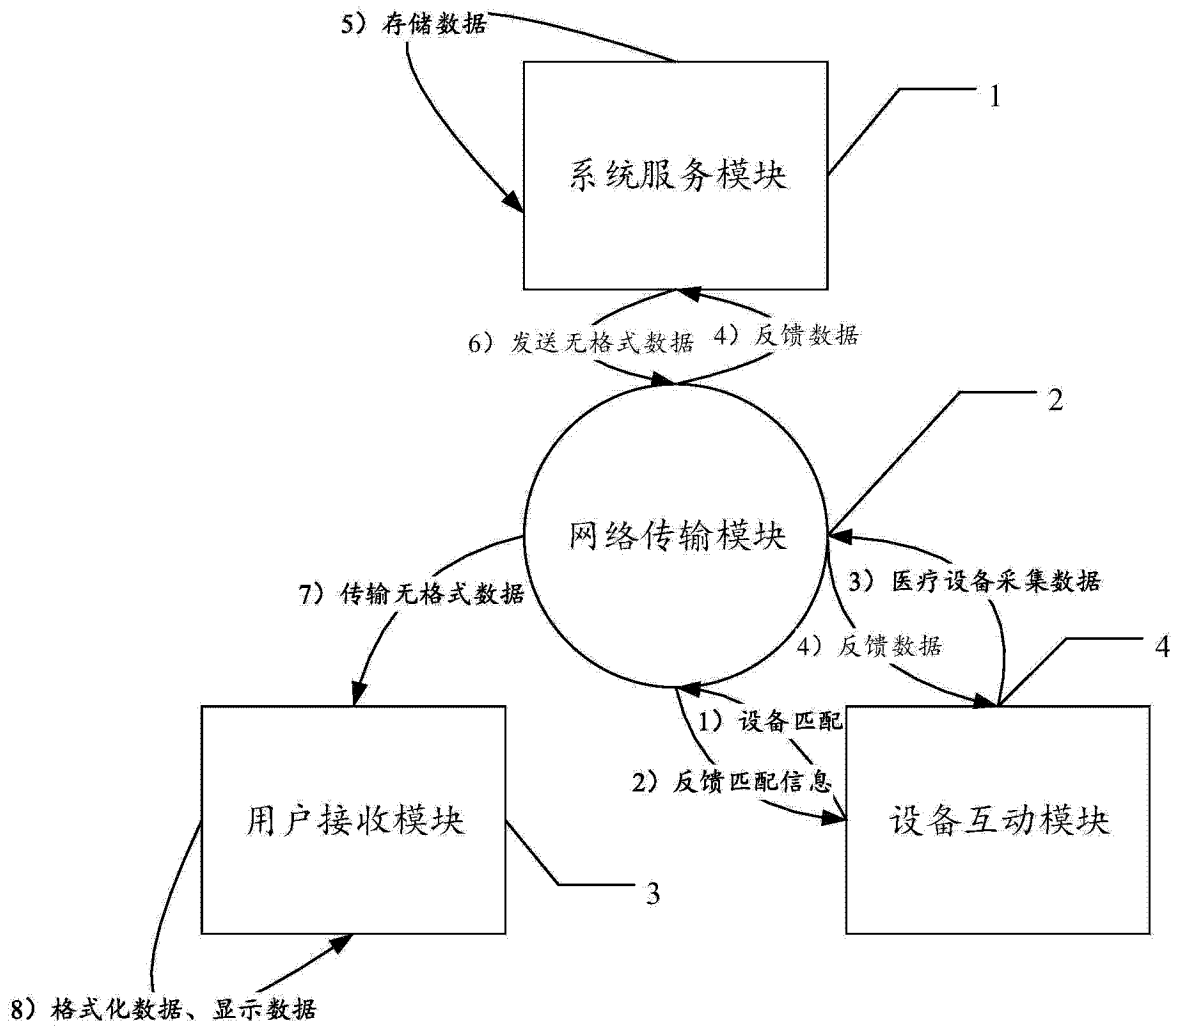 5）存储数据
1
系统服务模块
6）发送无格式数据
4）反馈数据
2
网络传输模块
3）医疗设备采集数据
7）传输无格式数据
4）反馈数据
4
1）设备匹配
2）反馈匹配信息
用户接收模块
设备互动模块
3
8）格式化数据、显示数据